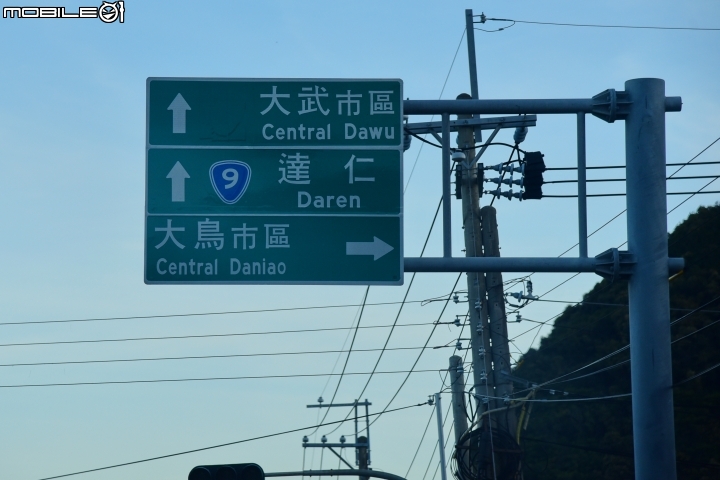 MOBILE01
大武市區
Central Dawu
9 達仁
Daren
大鳥市區
Central Daniao